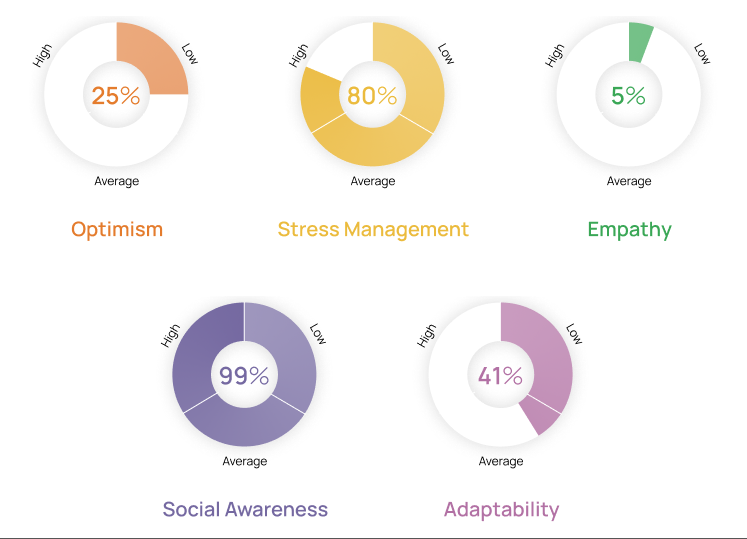 High
Low
25%
Average
Optimism
High
Low
80%
Average
Stress Management
High
Low
5%
Average
Empathy
High
Low
99%
Average
Social Awareness
High
Low
41%
Average
Adaptability